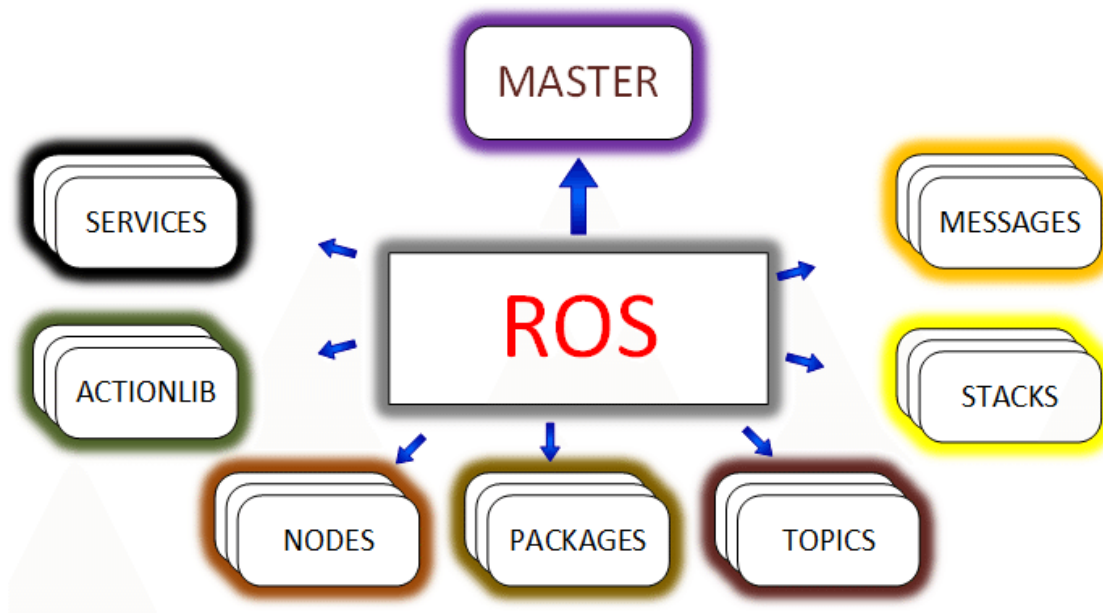 MASTER
SERVICES
MESSAGES
ROS
ACTIONLIB
STACKS
NODES
PACKAGES
TOPICS